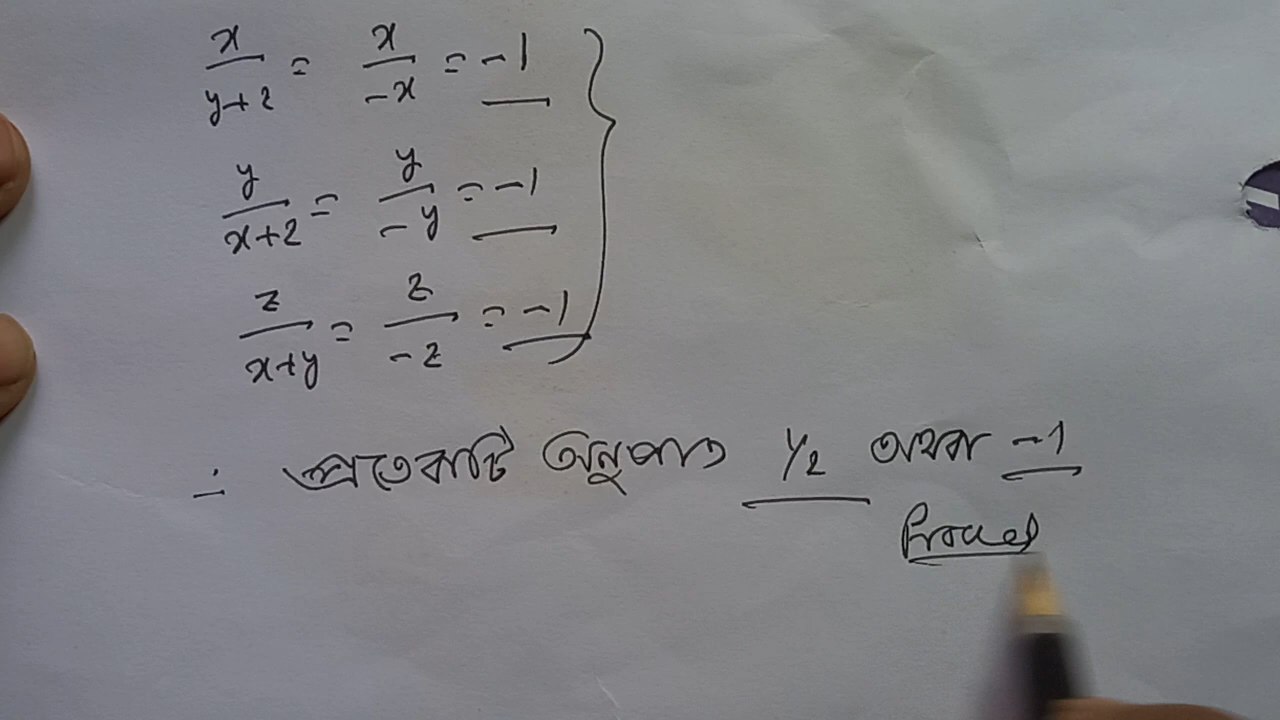 x/y+z = x/-x = -1
y/x+z = y/-y = -1
z/x+y = z/-z = -1
∴ প্রতেকটি অনুপাত 1/2 অথবা -1
Proved